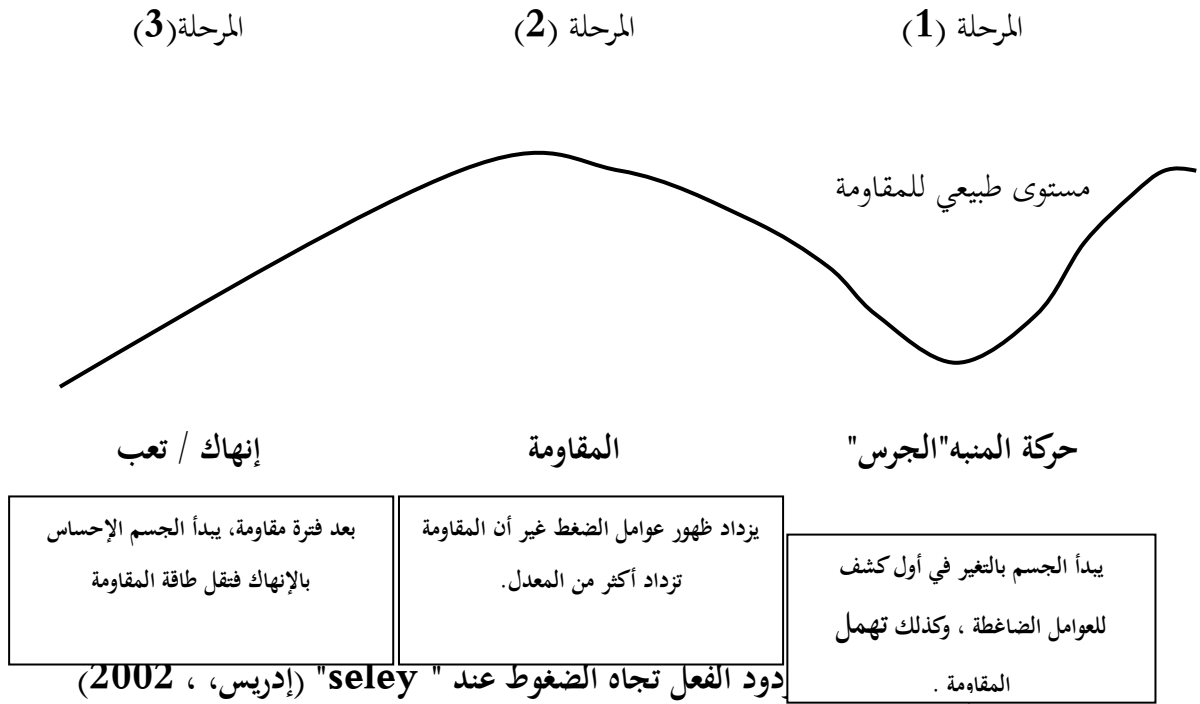 المرحلة (1)
المرحلة (2)
المرحلة(3)
مستوى طبيعي للمقاومة
حركة المنبه"الجرس"
المقاومة
إنهاك / تعب
يبدأ الجسم بالتغير في أول كشف
للعوامل الضاغطة ، وكذلك تهمل
المقاومة .
يزداد ظهور عوامل الضغط غير أن المقاومة
تزداد أكثر من المعدل.
بعد فترة مقاومة، يبدأ الجسم الإحساس
بالإنهاك فتقل طاقة المقاومة
الفعل تجاه الضغوط عند " seley" (إدريس، ، 2002)